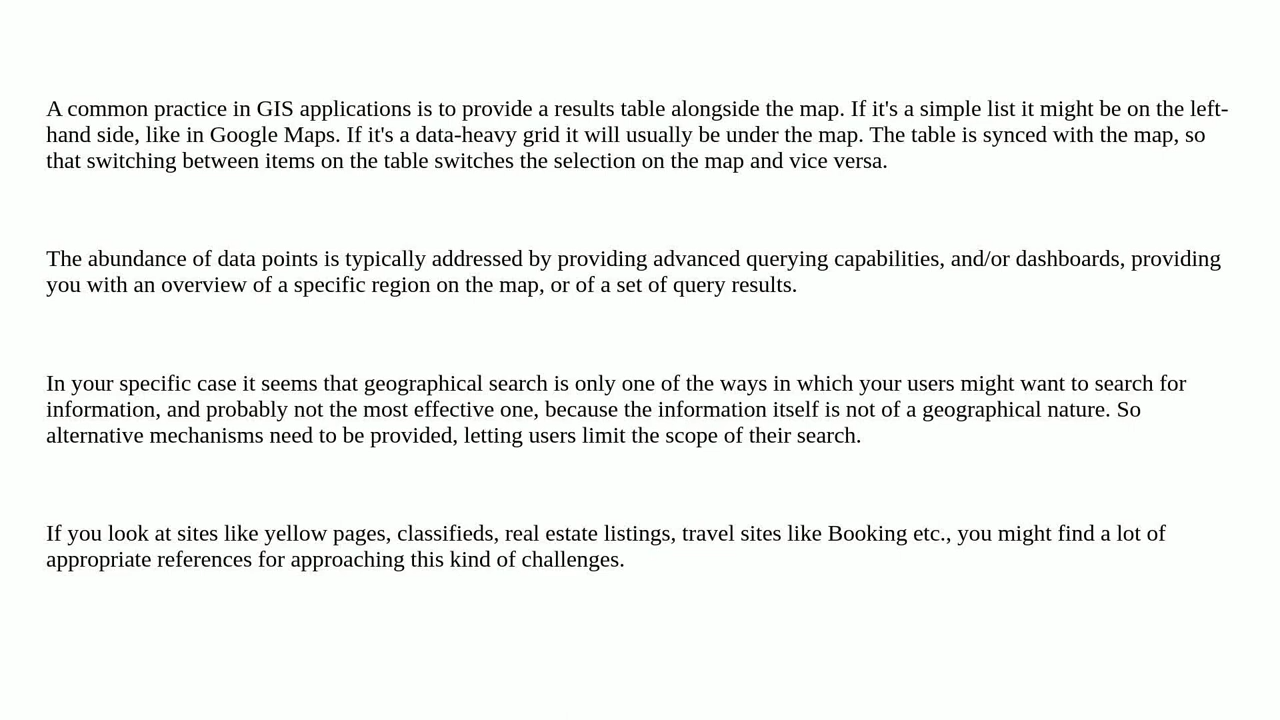 A common practice in GIS applications is to provide a results table alongside the map. If it's a simple list it might be on the left-
hand side, like in Google Maps. If it's a data-heavy grid it will usually be under the map. The table is synced with the map, so
that switching between items on the table switches the selection on the map and vice versa.
The abundance of data points is typically addressed by providing advanced querying capabilities, and/or dashboards, providing
you with an overview of a specific region on the map, or of a set of query results.
In your specific case it seems that geographical search is only one of the ways in which your users might want to search for
information, and probably not the most effective one, because the information itself is not of a geographical nature. So
alternative mechanisms need to be provided, letting users limit the scope of their search.
If you look at sites like yellow pages, classifieds, real estate listings, travel sites like Booking etc., you might find a lot of
appropriate references for approaching this kind of challenges.